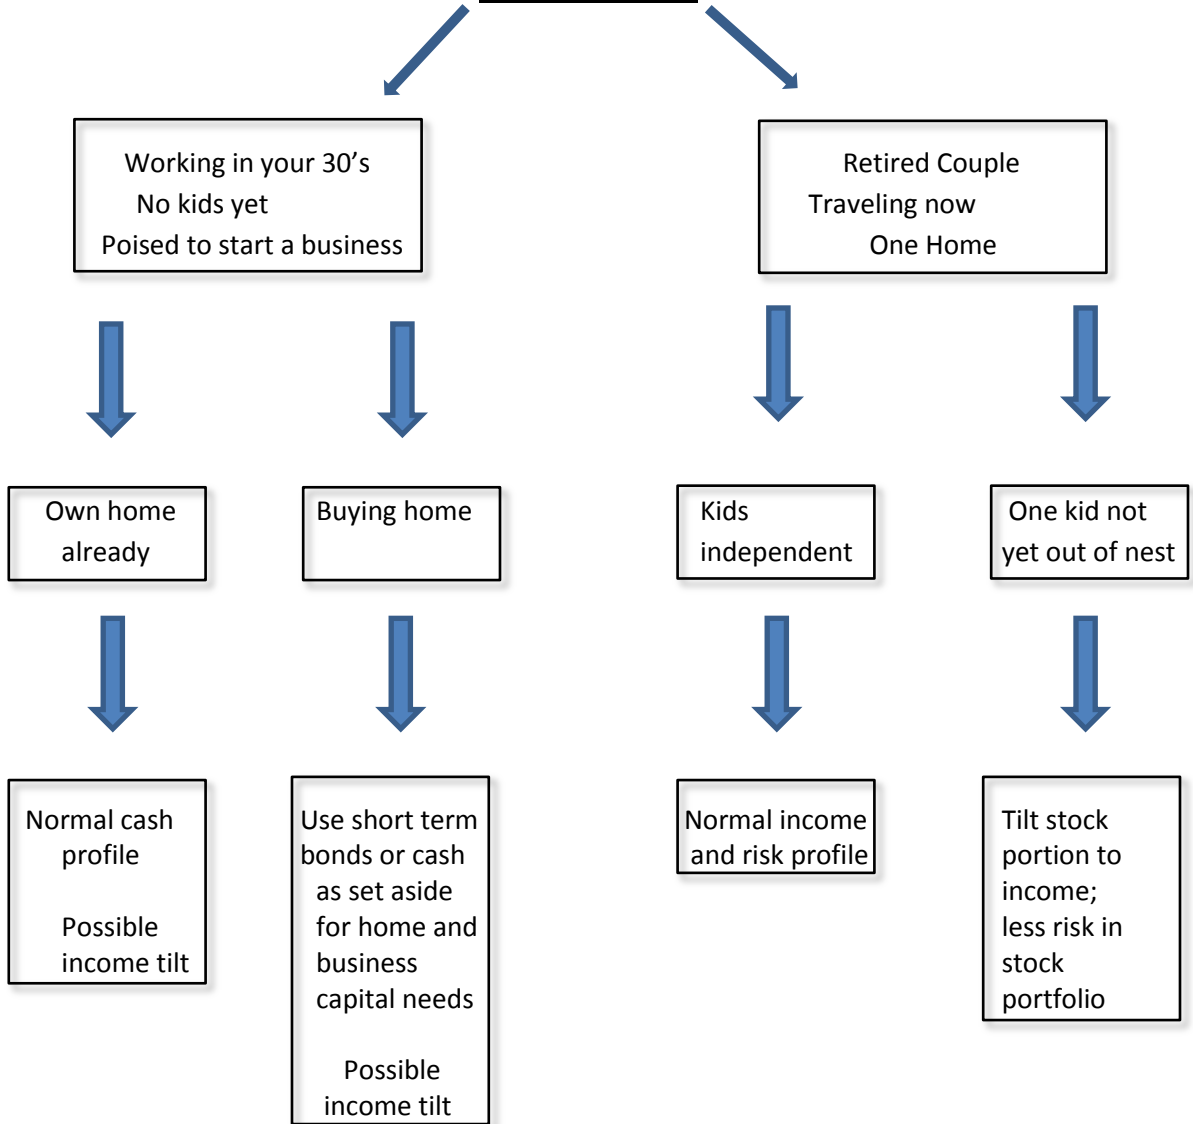 Working in your 30’s
No kids yet
Poised to start a business
Retired Couple
Traveling now
One Home
Own home
already
Buying home
Kids
independent
One kid not
yet out of nest
Normal cash
profile
Possible
income tilt
Use short term
bonds or cash
as set aside
for home and
business
capital needs
Possible
income tilt
Normal income
and risk profile
Tilt stock
portion to
income;
less risk in
stock
portfolio